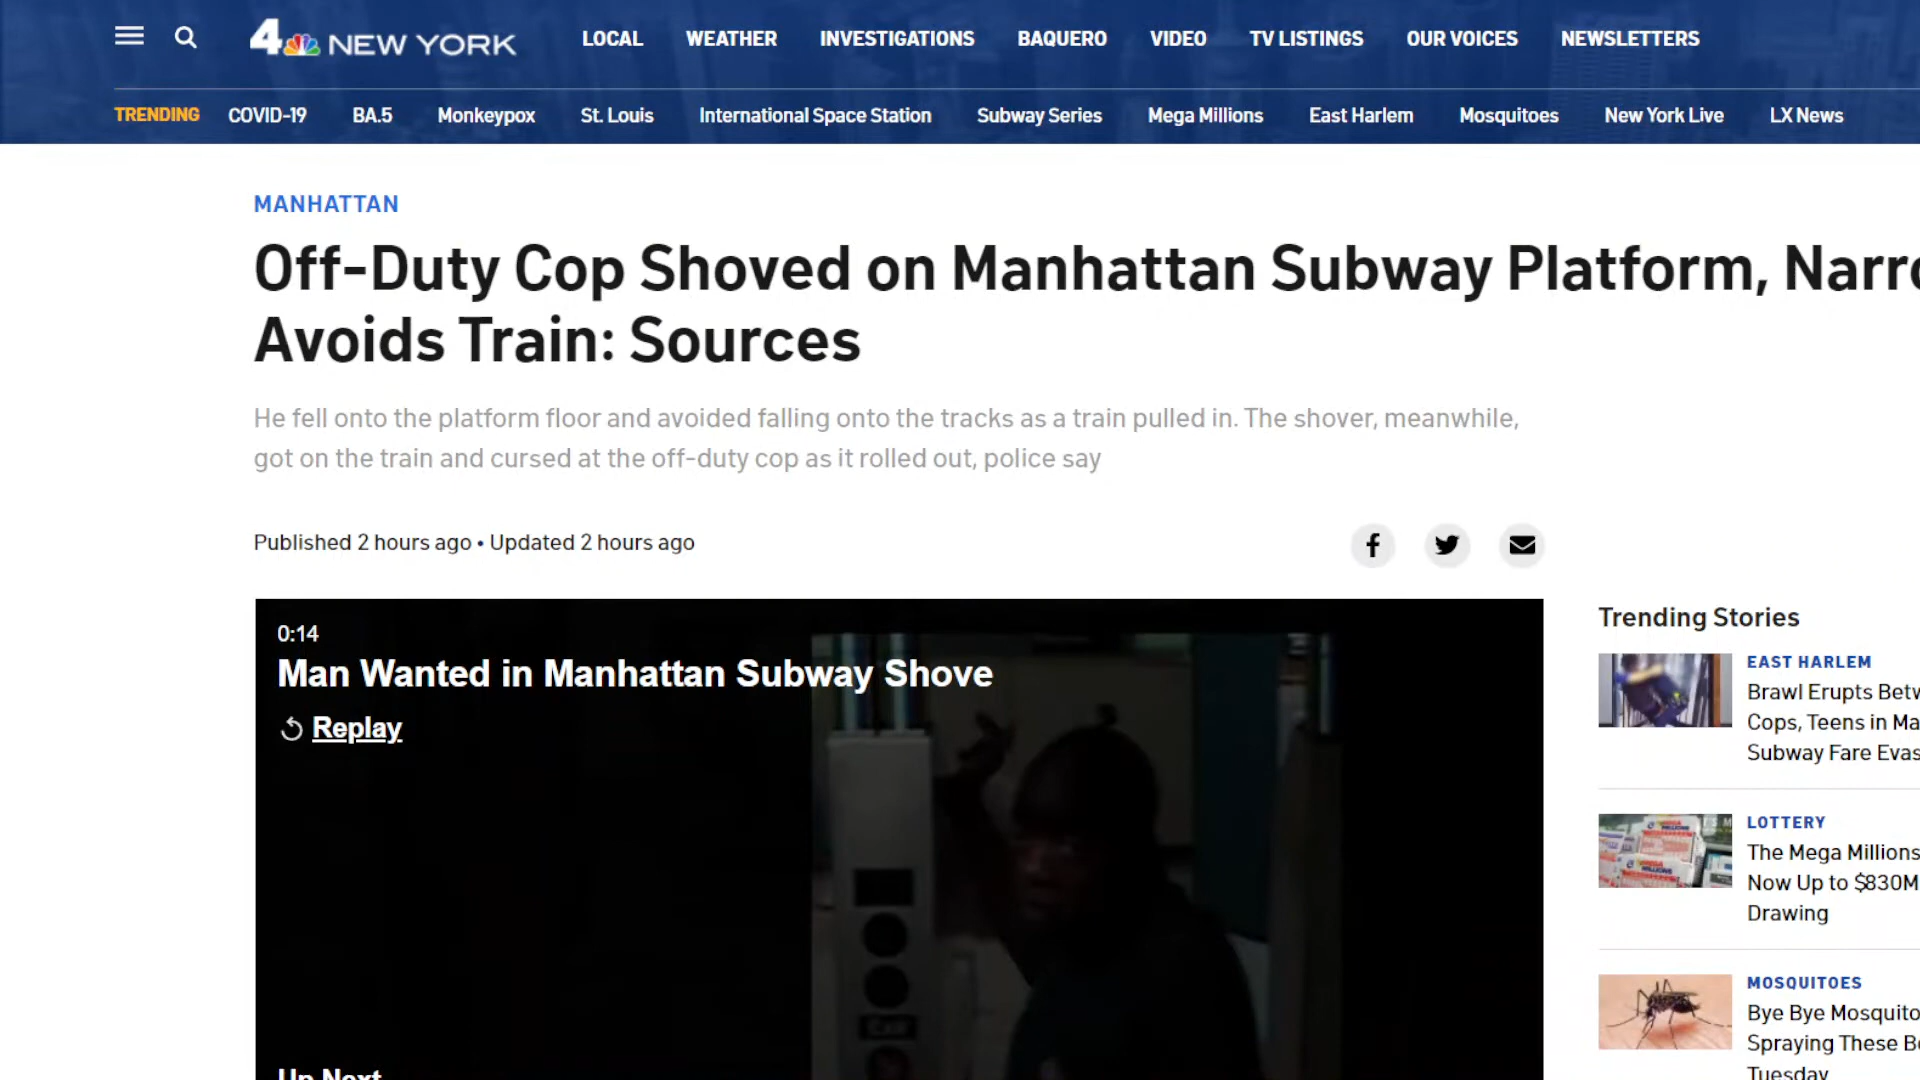 4 NEW YORK
LOCAL WEATHER INVESTIGATIONS BAQUERO VIDEO TV LISTINGS OUR VOICES NEWSLETTERS
TRENDING COVID-19 BA.5 Monkeypox St. Louis International Space Station Subway Series Mega Millions East Harlem Mosquitoes New York Live LX News
MANHATTAN
Off-Duty Cop Shoved on Manhattan Subway Platform, Narro
Avoids Train: Sources
He fell onto the platform floor and avoided falling onto the tracks as a train pulled in. The shover, meanwhile,
got on the train and cursed at the off-duty cop as it rolled out, police say
Published 2 hours ago • Updated 2 hours ago
0:14
Man Wanted in Manhattan Subway Shove
Replay
Up Next
Trending Stories
EAST HARLEM
Brawl Erupts Betw
Cops, Teens in Ma
Subway Fare Evas
LOTTERY
The Mega Millions
Now Up to $830M
Drawing
MOSQUITOES
Bye Bye Mosquito
Spraying These Bo
Tuesday